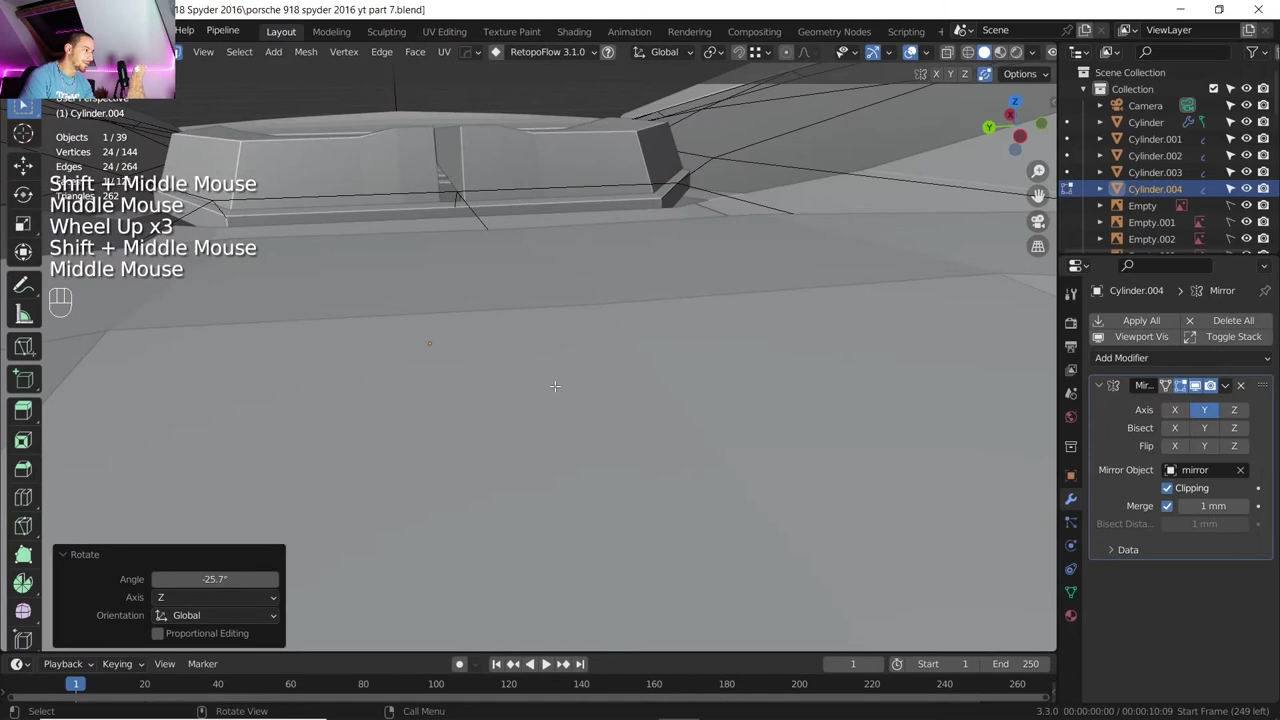 18 Spyder 2016\porsche 918 spyder 2016 yt part 7.blend]
Help Pipeline Layout Modeling Sculpting UV Editing Texture Paint Shading Animation Rendering Compositing Geometry Nodes Scripting Scene ViewLayer
View Select Add Mesh Vertex Edge Face UV RetopoFlow 3.1.0 Global
X Y Z Options
Scene Collection
Collection
Camera
Cylinder
Cylinder.001
Cylinder.002
Cylinder.003
Cylinder.004
Empty
Empty.001
Empty.002
User Perspective
(1) Cylinder.004
Objects 1 / 39
Vertices 24 / 144
Edges 24 / 264
Triangles 262
Shift + Middle Mouse
Middle Mouse
Wheel Up x3
Shift + Middle Mouse
Middle Mouse
Z
Y
Cylinder.004 Mirror
Apply All Delete All
Viewport Vis Toggle Stack
Add Modifier
Mir...
Axis X Y Z
Bisect X Y Z
Flip X Y Z
Mirror Object mirror
Clipping
Merge 1 mm
Bisect Dista... 1 mm
Data
Rotate
Angle -25.7°
Axis Z
Orientation Global
Proportional Editing
Playback Keying View Marker 1 Start 1 End 250
1 20 40 60 80 100 120 140 160 180 200 220 240 260
Select Rotate View Call Menu 3.3.0 00:00:00:00 / 00:00:10:09 Start Frame (249 left)